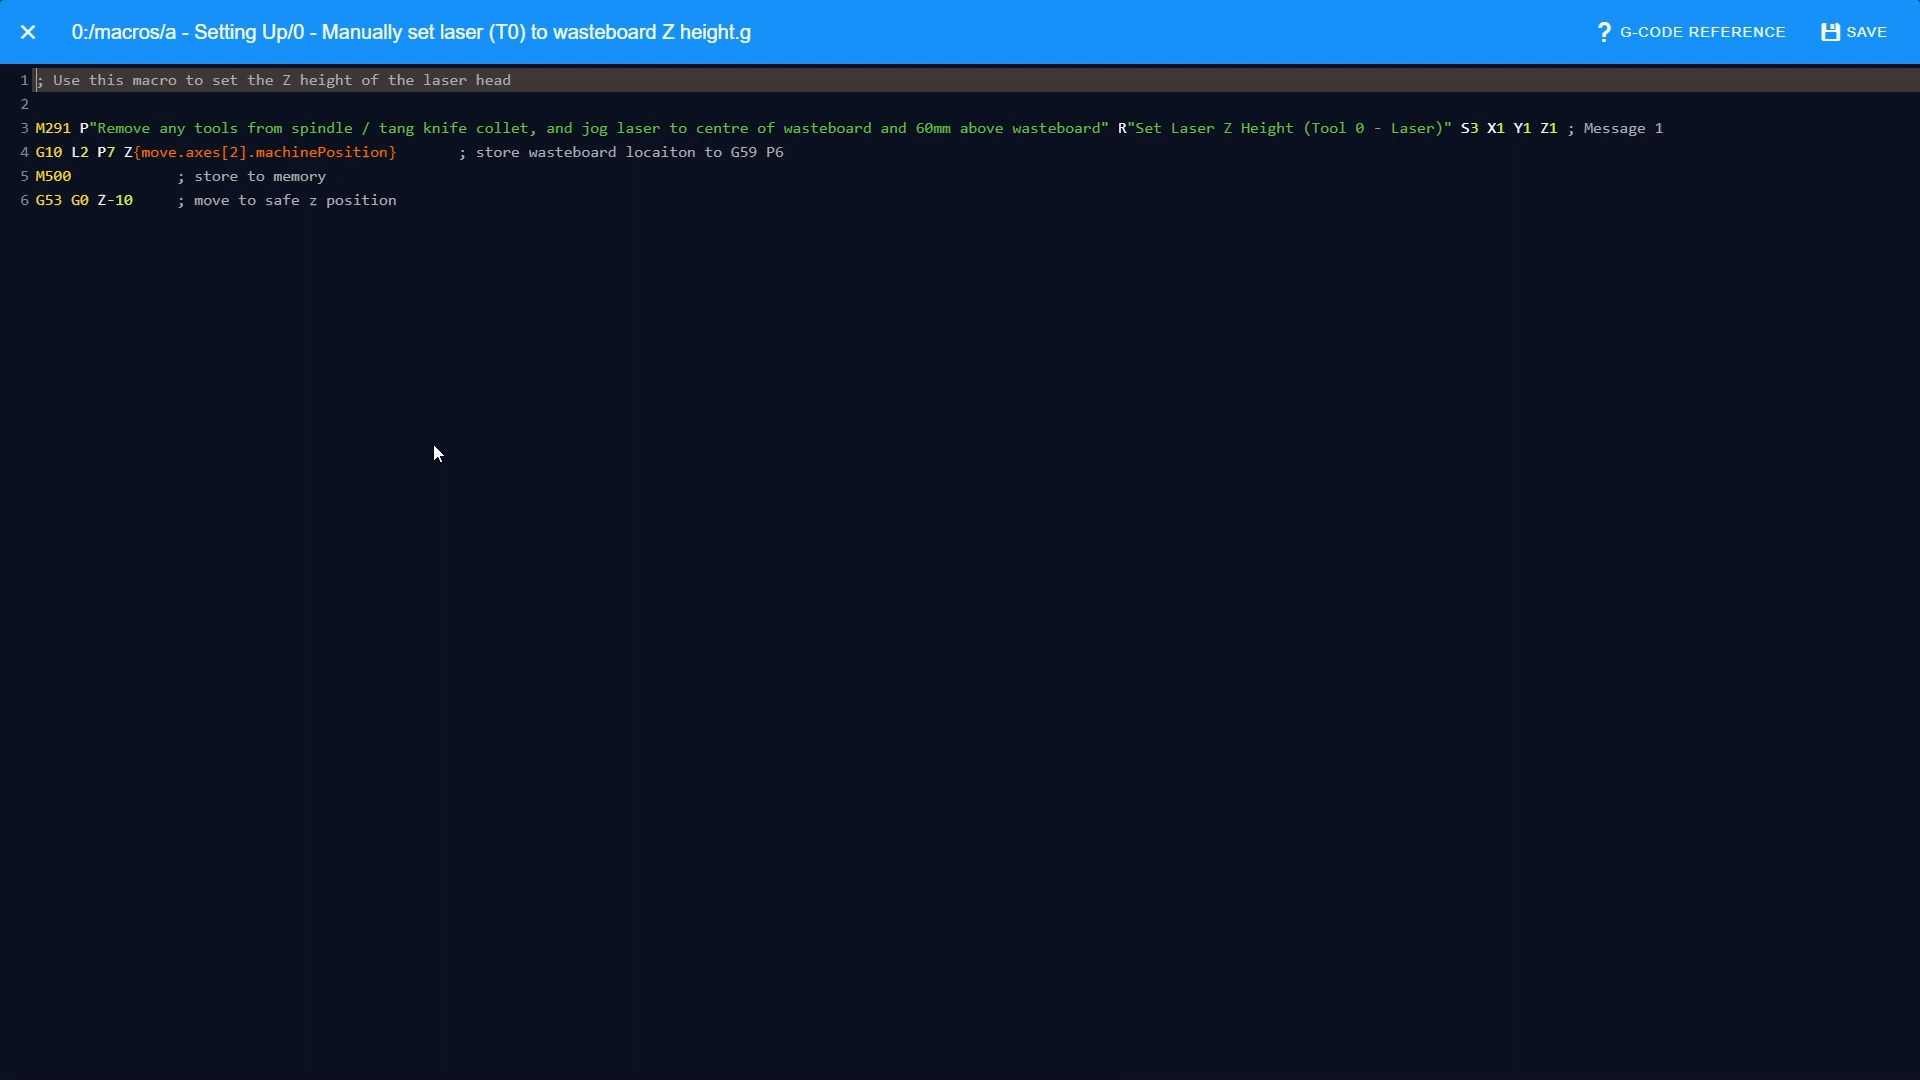 0:/macros/a - Setting Up/0 - Manually set laser (T0) to wasteboard Z height.g
? G-CODE REFERENCE
SAVE
1 ; Use this macro to set the Z height of the laser head
2
3 M291 P"Remove any tools from spindle / tang knife collet, and jog laser to centre of wasteboard and 60mm above wasteboard" R"Set Laser Z Height (Tool 0 - Laser)" S3 X1 Y1 Z1 ; Message 1
4 G10 L2 P7 Z{move.axes[2].machinePosition} ; store wasteboard locaiton to G59 P6
5 M500 ; store to memory
6 G53 G0 Z-10 ; move to safe z position